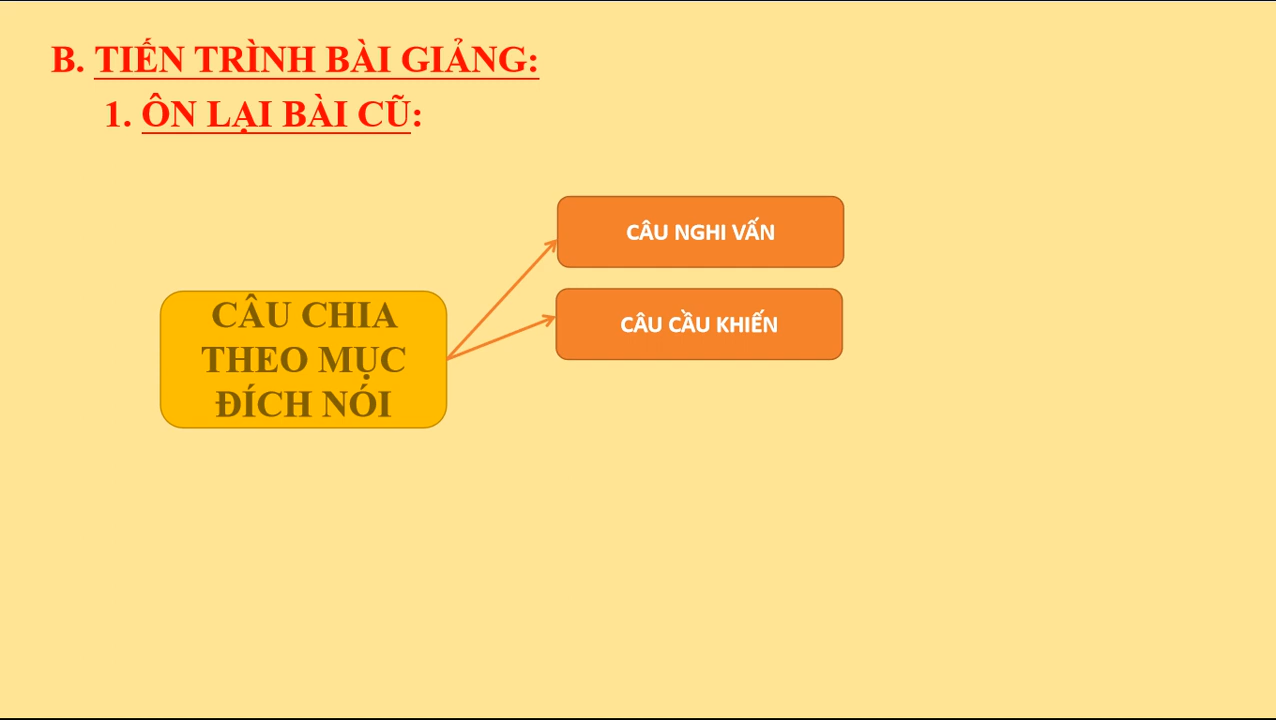 B. TIẾN TRÌNH BÀI GIẢNG:
1. ÔN LẠI BÀI CŨ:
CÂU NGHI VẤN
CÂU CẦU KHIẾN
CÂU CHIA
THEO MỤC
ĐÍCH NÓI